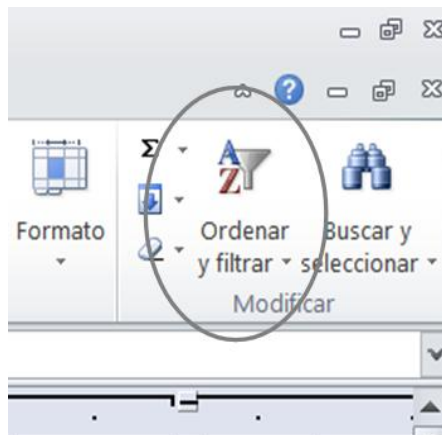 Σ
A
Z
?
Formato
Ordenar
y filtrar
Buscar y
seleccionar
Modificar